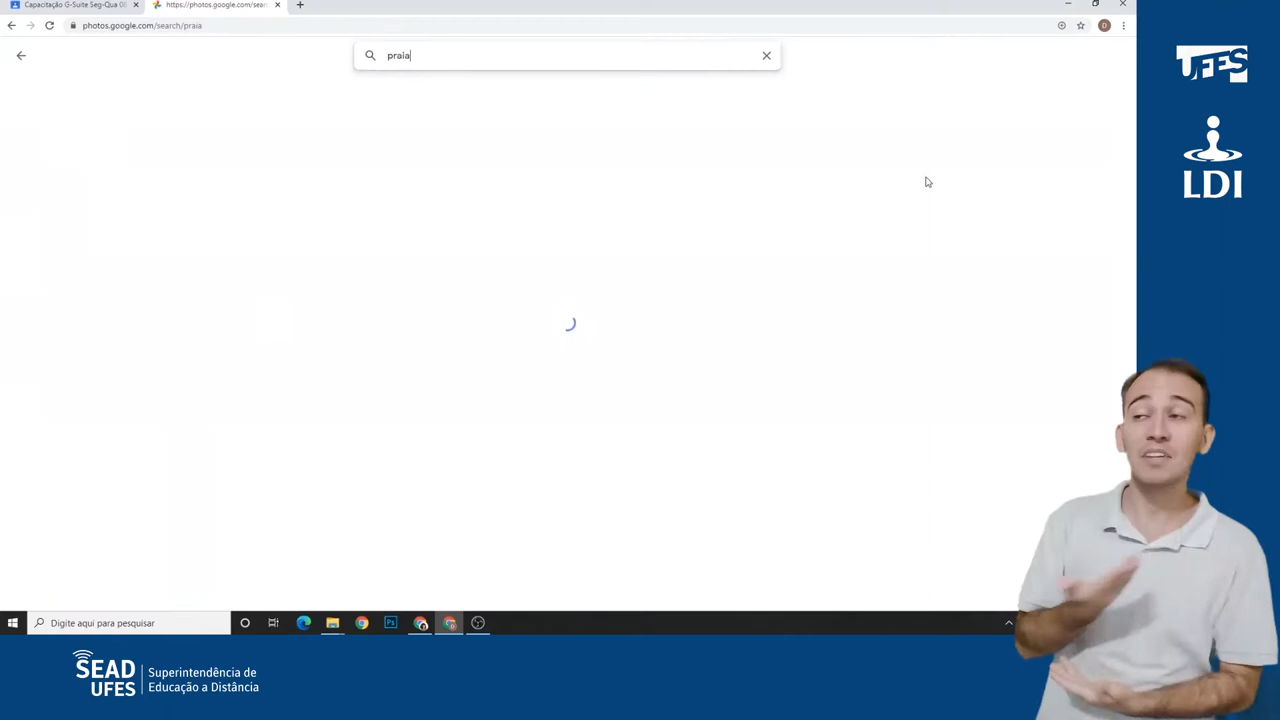 Capacitação G-Suite Seg-Qua 08
https://photos.google.com/sear
photos.google.com/search/praia
D
praia
UFES
LDI
Digite aqui para pesquisar
Ps
SEAD
UFES
Superintendência de
Educação a Distância